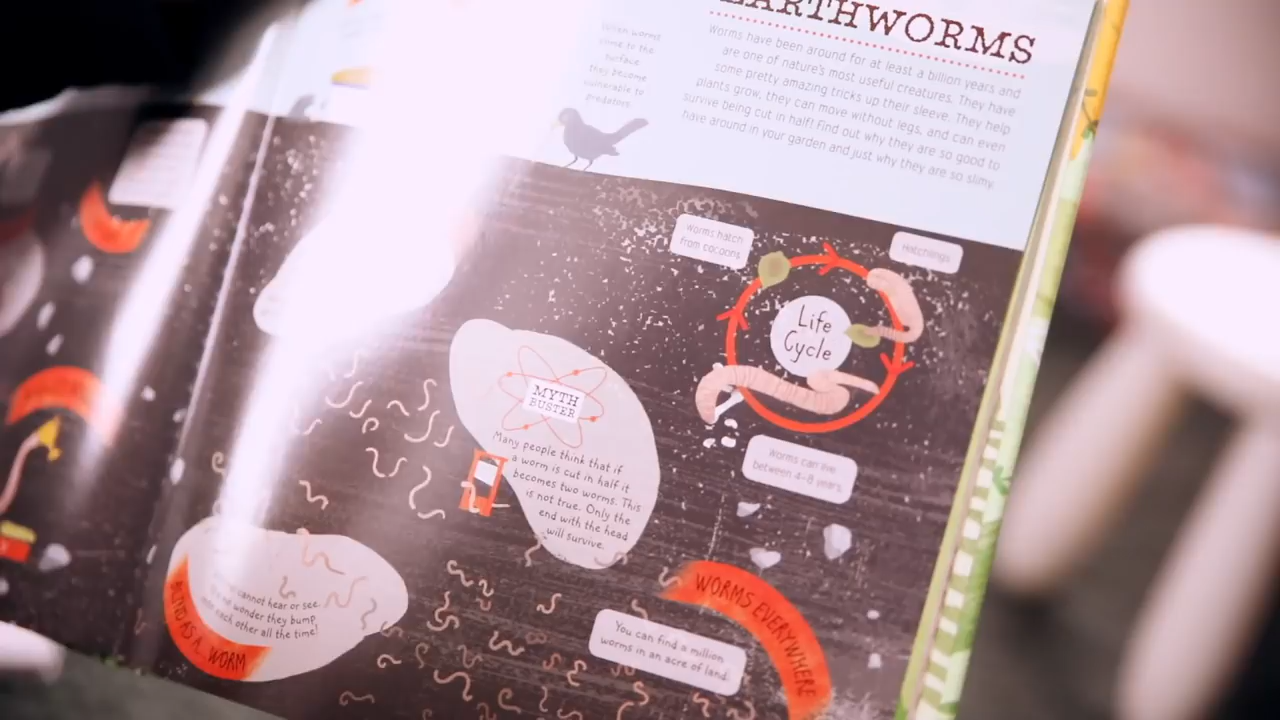 EARTHWORMS
Worms have been around for at least a billion years and
are one of nature's most useful creatures. They have
some pretty amazing tricks up their sleeve. They help
plants grow, they can move without legs, and can even
survive being cut in half! Find out why they are so good to
have around in your garden and just why they are so slimy.
When worms
come to the
surface
they become
vulnerable to
predators.
Worms hatch
from cocoons
Hatchlings
Life
Cycle
Worms can live
between 4-8 years
MYTH
BUSTER
Many people think that if
a worm is cut in half it
becomes two worms. This
is not true. Only the
end with the head
will survive.
cannot hear or see.
wonder they bump
each other all the time!
BLIND AS A... WORM
WORMS EVERYWHERE
You can find a million
worms in an acre of land.